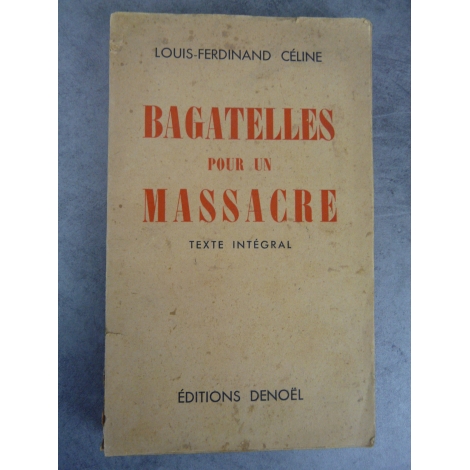 LOUIS-FERDINAND CÉLINE
BAGATELLES
POUR UN
MASSACRE
TEXTE INTÉGRAL
ÉDITIONS DENOËL